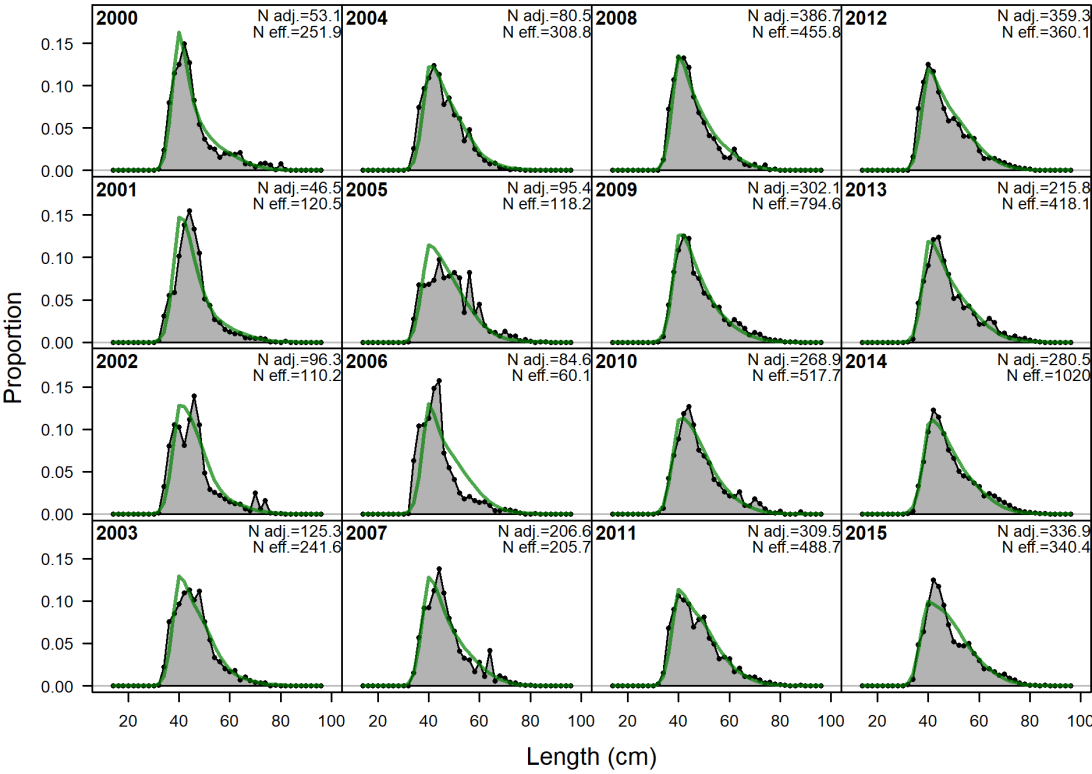 2000
N adj.=53.1
N eff.=251.9
2004
N adj.=80.5
N eff.=308.8
2008
N adj.=386.7
N eff.=455.8
2012
N adj.=359.3
N eff.=360.1
0.15
0.10
0.05
0.00
2001
N adj.=46.5
N eff.=120.5
2005
N adj.=95.4
N eff.=118.2
2009
N adj.=302.1
N eff.=794.6
2013
N adj.=215.8
N eff.=418.1
0.15
0.10
0.05
0.00
Proportion
2002
N adj.=96.3
N eff.=110.2
2006
N adj.=84.6
N eff.=60.1
2010
N adj.=268.9
N eff.=517.7
2014
N adj.=280.5
N eff.=1020
0.15
0.10
0.05
0.00
2003
N adj.=125.3
N eff.=241.6
2007
N adj.=206.6
N eff.=205.7
2011
N adj.=309.5
N eff.=488.7
2015
N adj.=336.9
N eff.=340.4
0.15
0.10
0.05
0.00
20 40 60 80 100 20 40 60 80 20 40 60 80 100 20 40 60 80 100
Length (cm)